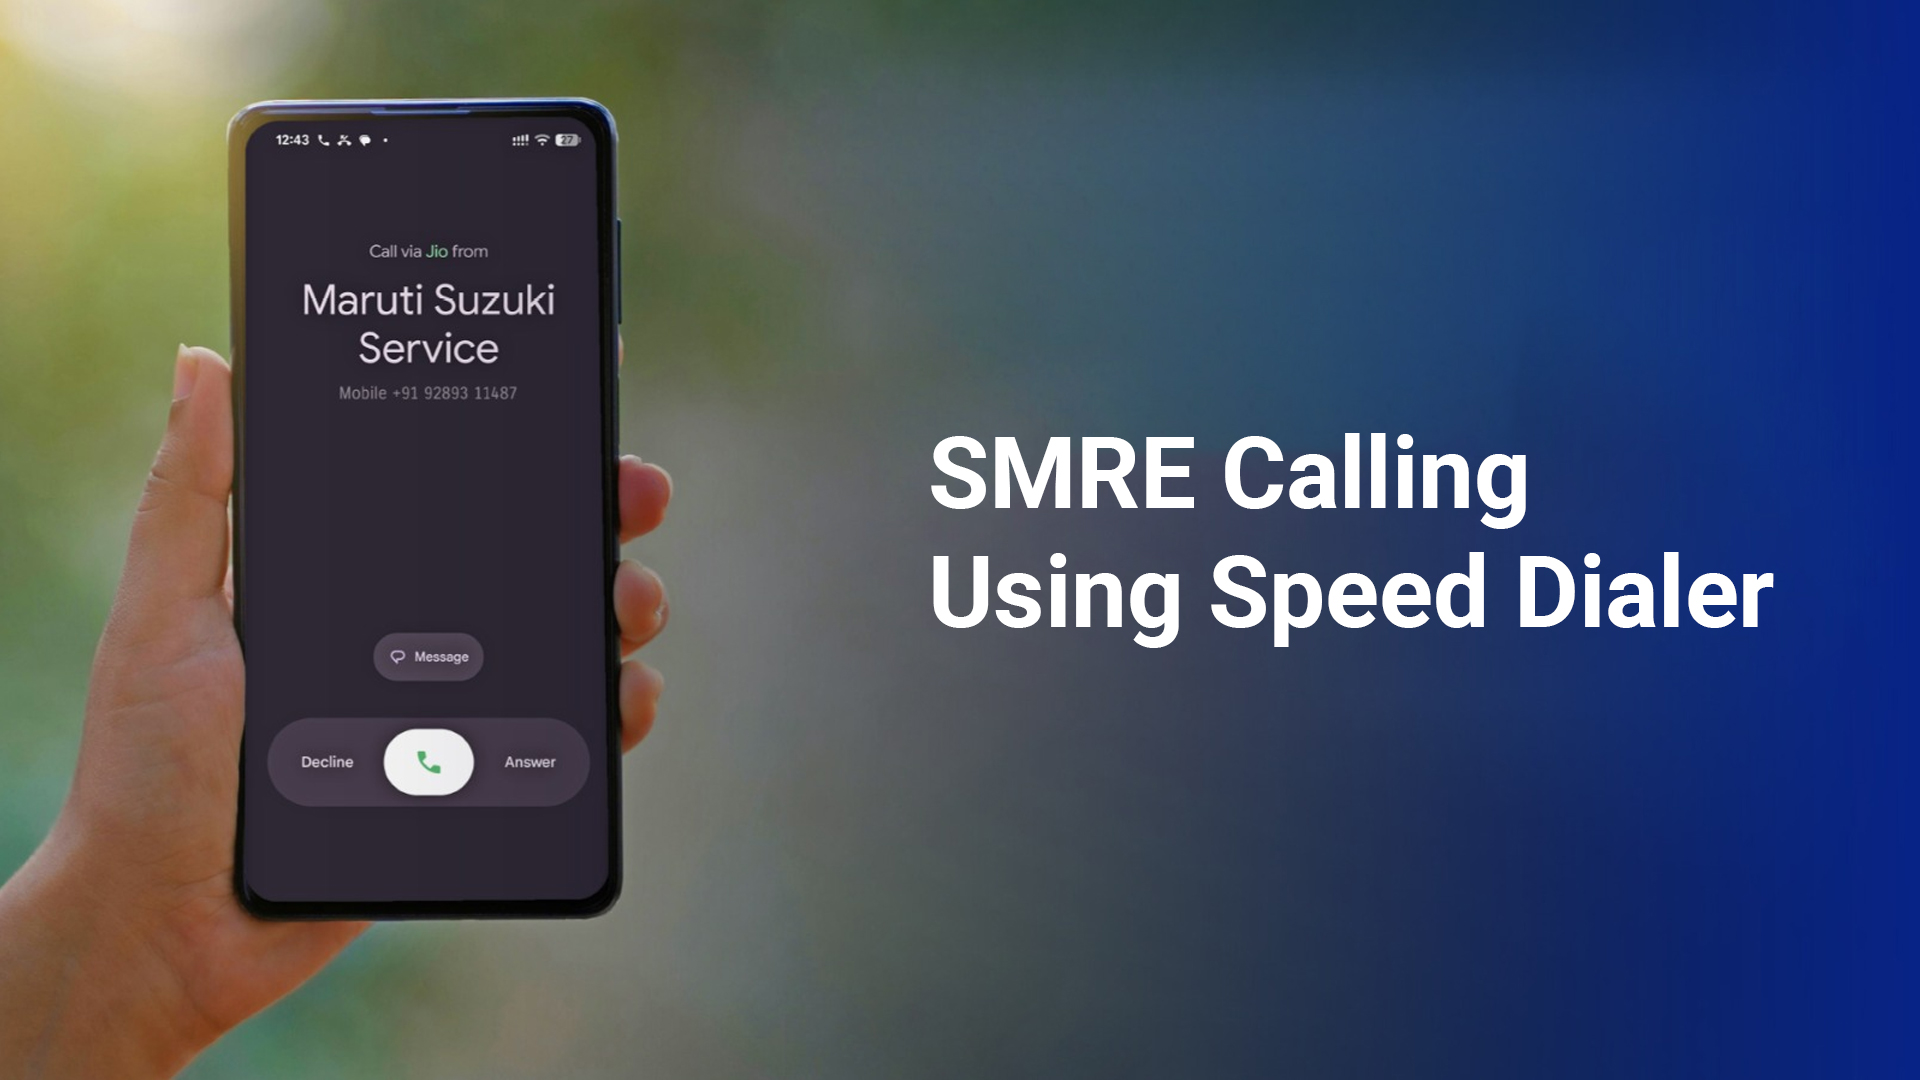 12:43
27
Call via Jio from
Maruti Suzuki
Service
Mobile +91 92893 11487
Message
Decline
Answer
SMRE Calling
Using Speed Dialer